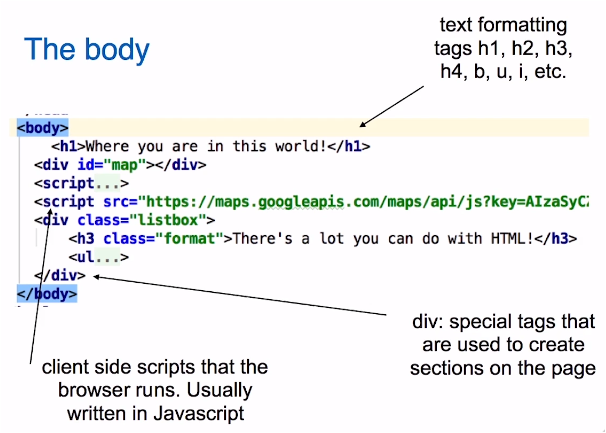 The body
text formatting
tags h1, h2, h3,
h4, b, u, i, etc.
<body>
<h1>Where you are in this world!</h1>
<div id="map"></div>
<script...>
<script src="https://maps.googleapis.com/maps/api/js?key=AIzaSyCZ
<div class="listbox">
<h3 class="format">There's a lot you can do with HTML!</h3>
<ul...>
</div>
</body>
div: special tags that
are used to create
sections on the page
client side scripts that the
browser runs. Usually
written in Javascript